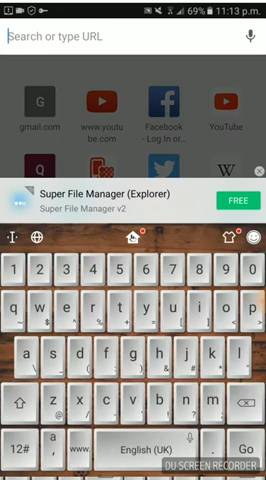 69% 11:13 p.m.
Search or type URL
G
gmail.com
www.youtu
be.com
Facebook
- Log In or...
YouTube
Q
W
Super File Manager (Explorer)
Super File Manager v2
FREE
1 2 3 4 5 6 7 8 9 0
q w e r t y u i o p
a s d f g h j k l
z x c v b n m
12# a , www. English (UK) . Go
DU SCREEN RECORDER